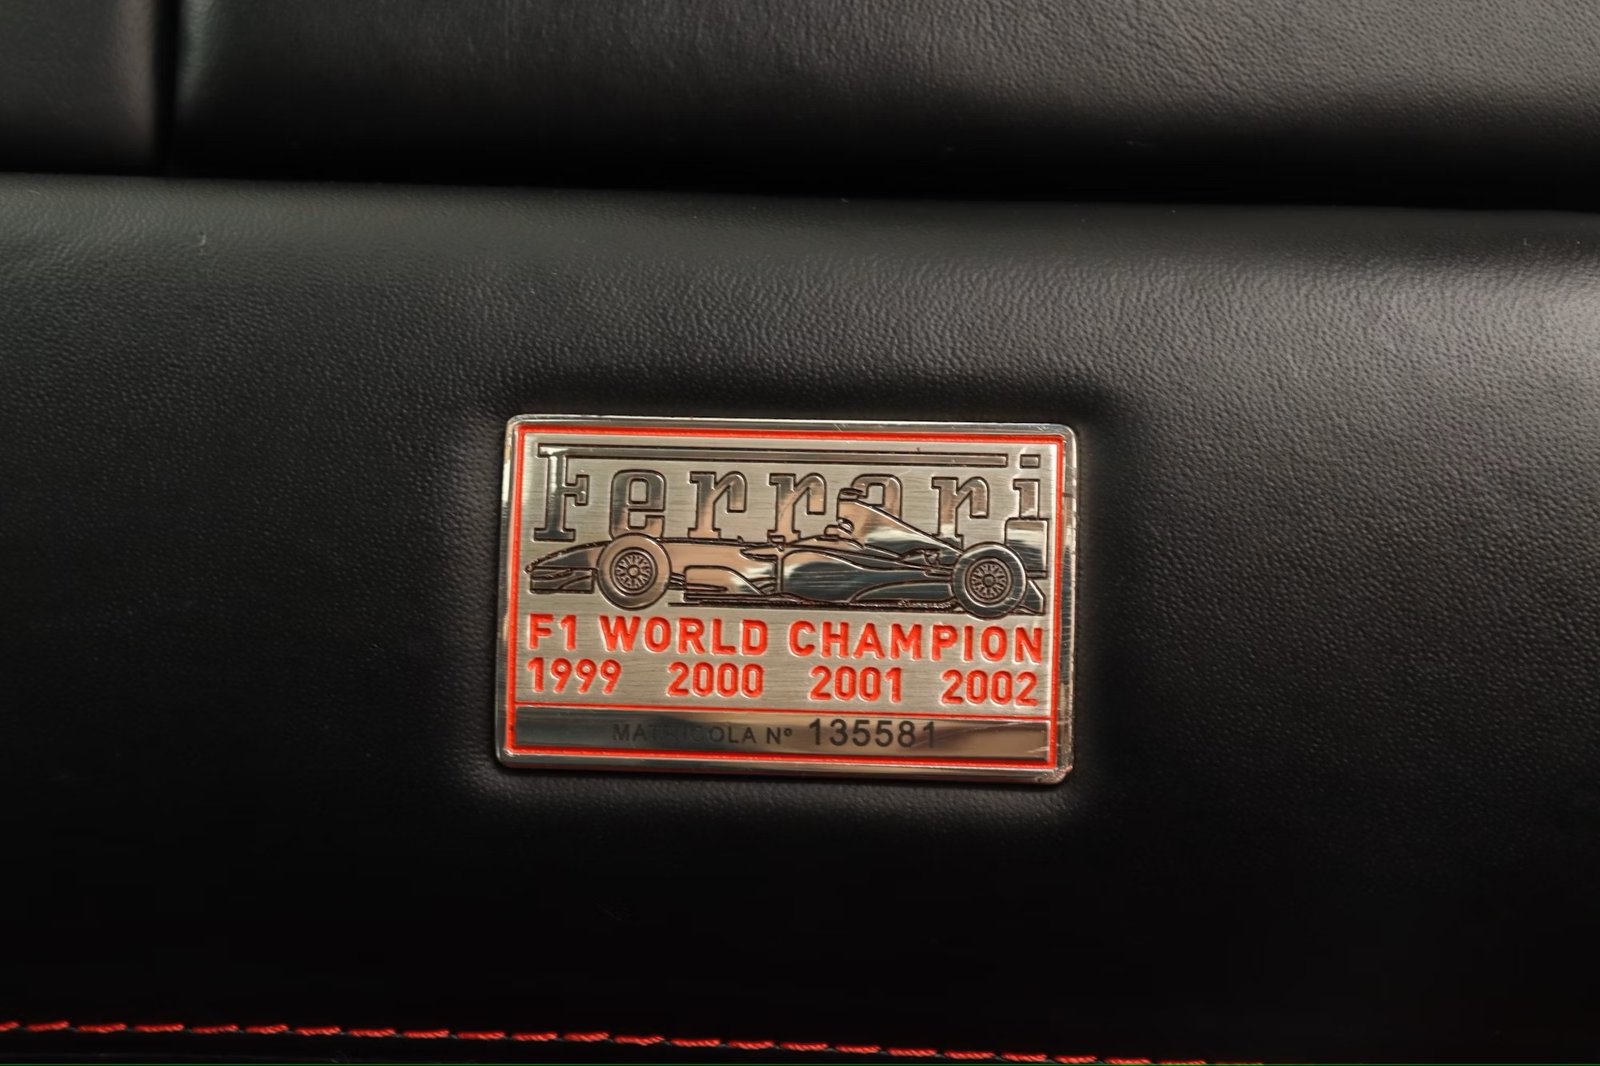 Ferrari
F1 WORLD CHAMPION
1999 2000 2001 2002
MATRICOLA Nº 135581